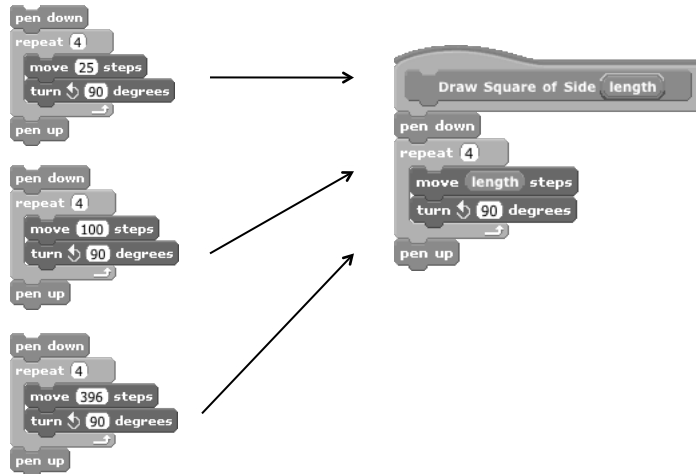 pen down
repeat 4
move 25 steps
turn 90 degrees
pen up
pen down
repeat 4
move 100 steps
turn 90 degrees
pen up
pen down
repeat 4
move 396 steps
turn 90 degrees
pen up
Draw Square of Side length
pen down
repeat 4
move length steps
turn 90 degrees
pen up